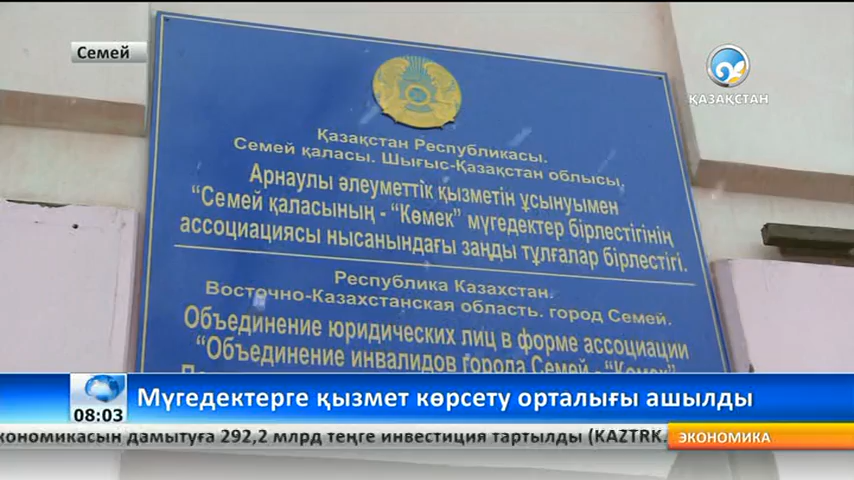 Семей
ҚАЗАҚСТАН
Қазақстан Республикасы.
Семей қаласы. Шығыс-Қазақстан облысы.
Арнаулы әлеуметтік қызметін ұсынуымен
“Семей қаласының - “Көмек” мүгедектер бірлестігінің
ассоциациясы нысанындағы заңды тұлғалар бірлестігі.
Республика Казахстан.
Восточно-Казахстанская область. город Семей.
Объединение юридических лиц в форме ассоциации
“Объединение инвалидов города Семей - “Көмек”
Мүгедектерге қызмет көрсету орталығы ашылды
08:03
кономикасын дамытуға 292,2 млрд теңге инвестиция тартылды (KAZTRK.
ЭКОНОМИКА